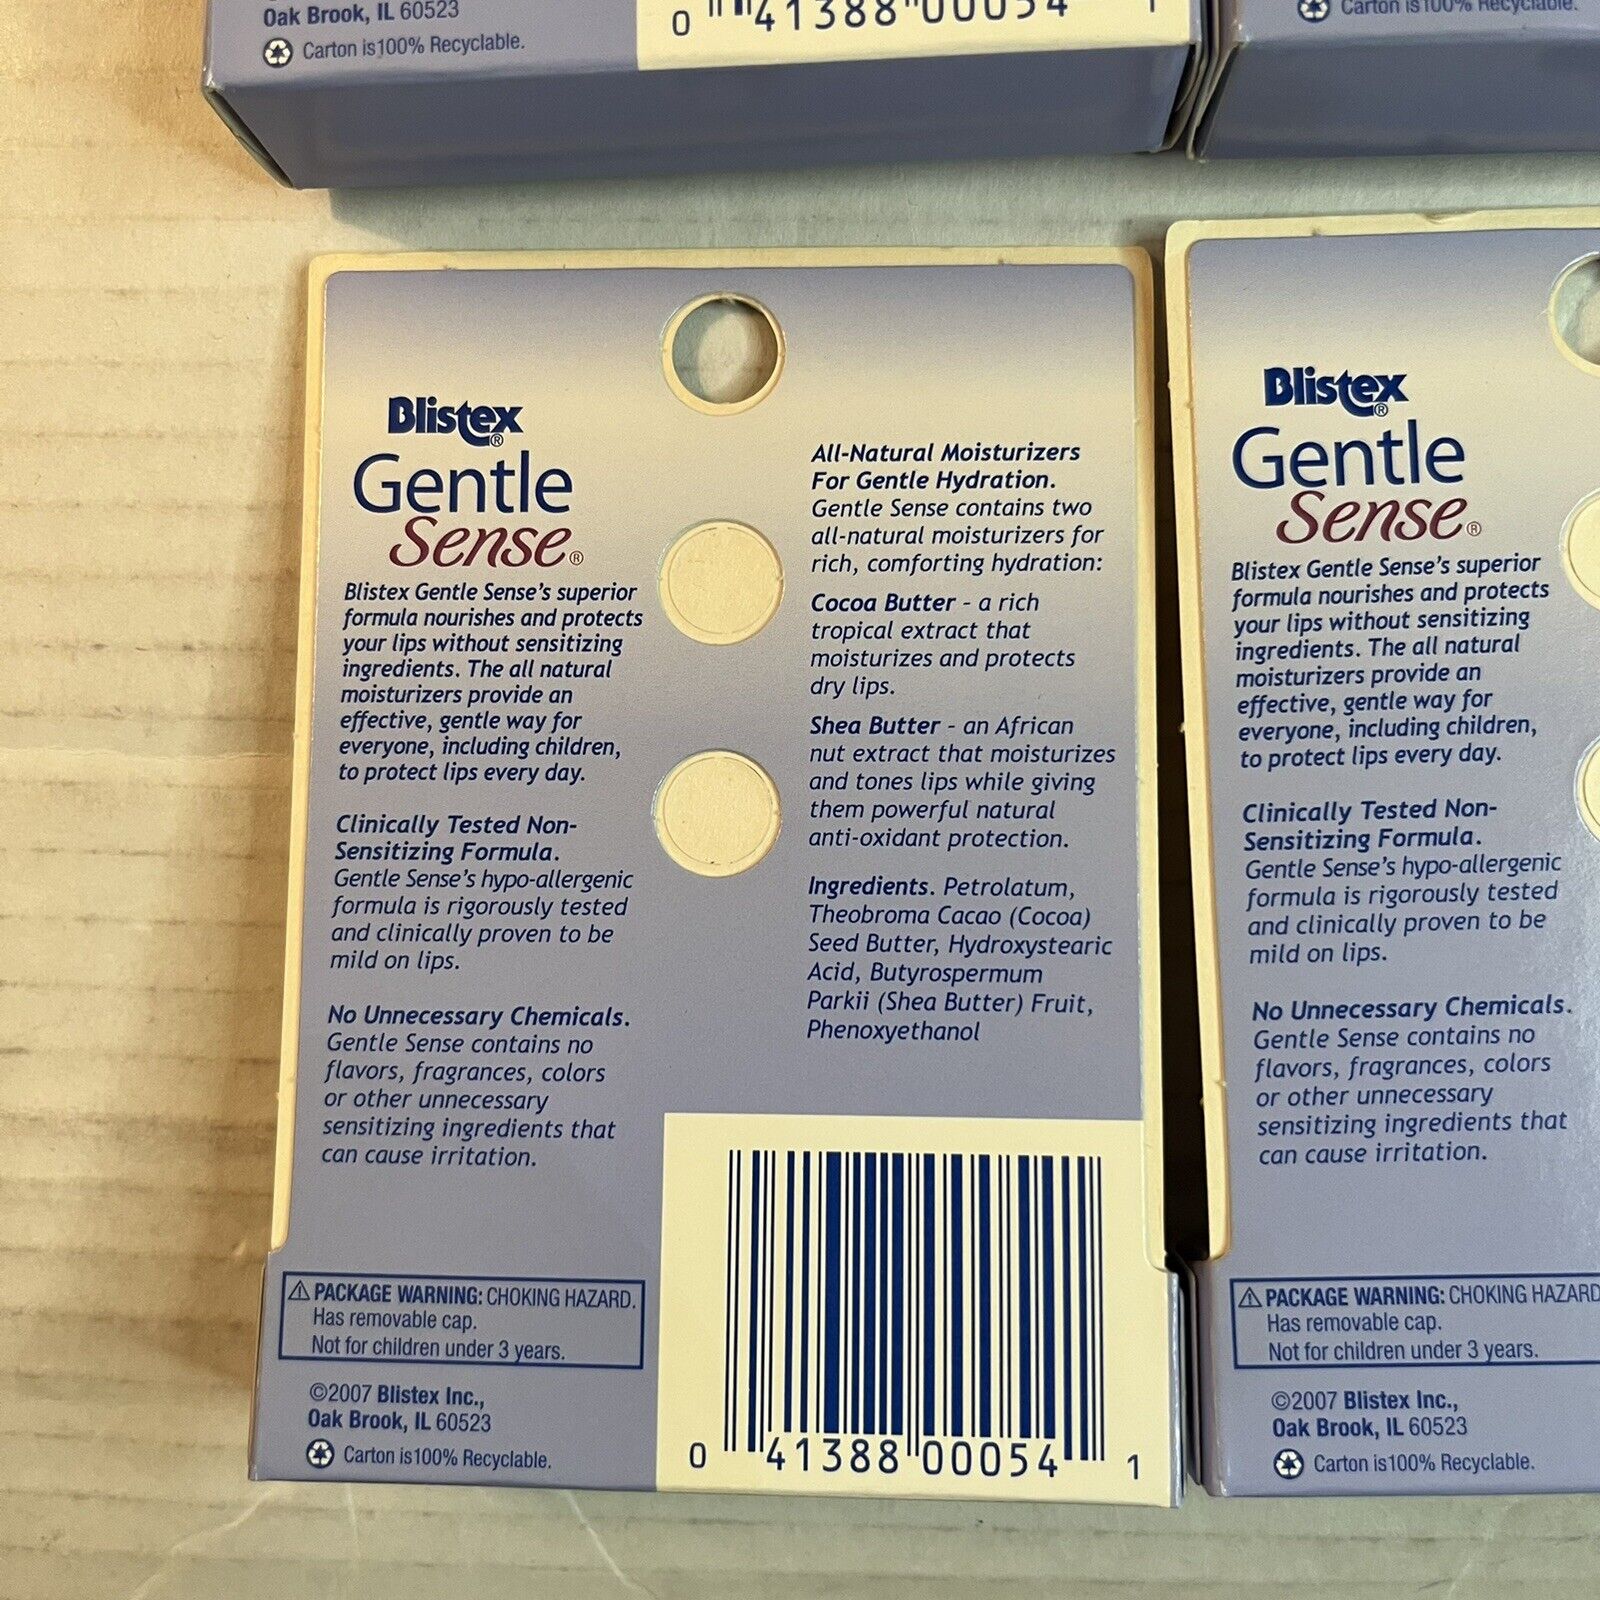 Oak Brook, IL 60523
Carton is100% Recyclable.
0 41388 00054 1
Carton is100% Recyclable.
Blistex®
Gentle
Sense®
Blistex Gentle Sense's superior
formula nourishes and protects
your lips without sensitizing
ingredients. The all natural
moisturizers provide an
effective, gentle way for
everyone, including children,
to protect lips every day.
Clinically Tested Non-
Sensitizing Formula.
Gentle Sense's hypo-allergenic
formula is rigorously tested
and clinically proven to be
mild on lips.
No Unnecessary Chemicals.
Gentle Sense contains no
flavors, fragrances, colors
or other unnecessary
sensitizing ingredients that
can cause irritation.
⚠ PACKAGE WARNING: CHOKING HAZARD.
Has removable cap.
Not for children under 3 years.
©2007 Blistex Inc.,
Oak Brook, IL 60523
Carton is100% Recyclable.
All-Natural Moisturizers
For Gentle Hydration.
Gentle Sense contains two
all-natural moisturizers for
rich, comforting hydration:
Cocoa Butter – a rich
tropical extract that
moisturizes and protects
dry lips.
Shea Butter – an African
nut extract that moisturizes
and tones lips while giving
them powerful natural
anti-oxidant protection.
Ingredients. Petrolatum,
Theobroma Cacao (Cocoa)
Seed Butter, Hydroxystearic
Acid, Butyrospermum
Parkii (Shea Butter) Fruit,
Phenoxyethanol
0 41388 00054 1
Blistex®
Gentle
Sense®
Blistex Gentle Sense's superior
formula nourishes and protects
your lips without sensitizing
ingredients. The all natural
moisturizers provide an
effective, gentle way for
everyone, including children,
to protect lips every day.
Clinically Tested Non-
Sensitizing Formula.
Gentle Sense's hypo-allergenic
formula is rigorously tested
and clinically proven to be
mild on lips.
No Unnecessary Chemicals.
Gentle Sense contains no
flavors, fragrances, colors
or other unnecessary
sensitizing ingredients that
can cause irritation.
⚠ PACKAGE WARNING: CHOKING HAZARD
Has removable cap.
Not for children under 3 years.
©2007 Blistex Inc.,
Oak Brook, IL 60523
Carton is100% Recyclable.